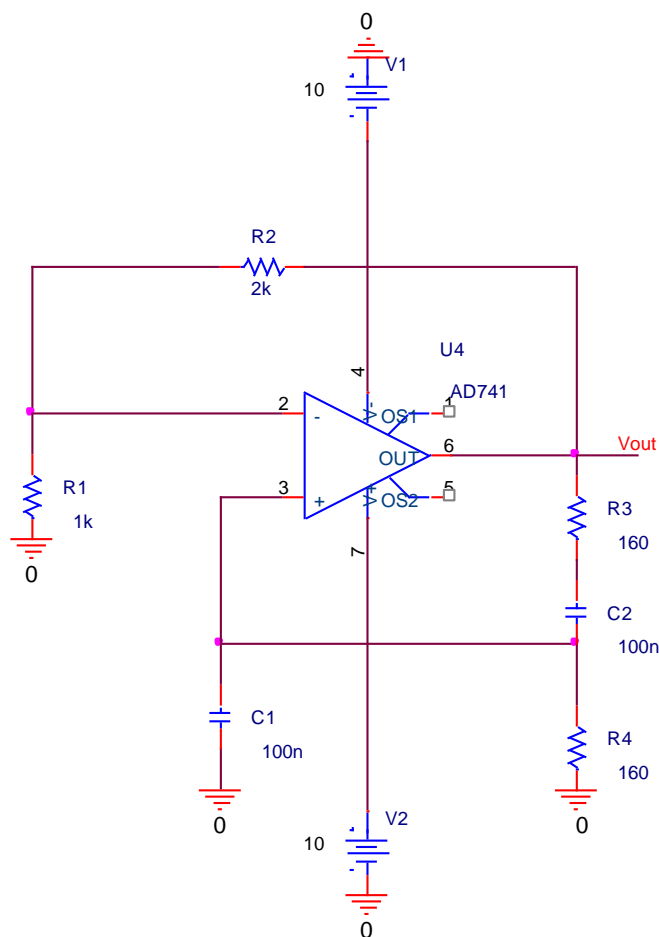 0
V1
10
R2
2k
U4
4
AD741
1
2
-
V-
OS1
6
Vout
OUT
3
+
V+
OS2
5
R1
1k
0
7
R3
160
C2
100n
C1
100n
R4
160
0
0
V2
10
0